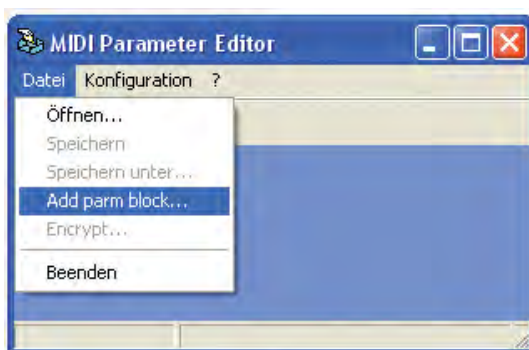 MIDI Parameter Editor
Datei Konfiguration ?
Öffnen...
Speichern
Speichern unter...
Add parm block...
Encrypt...
Beenden